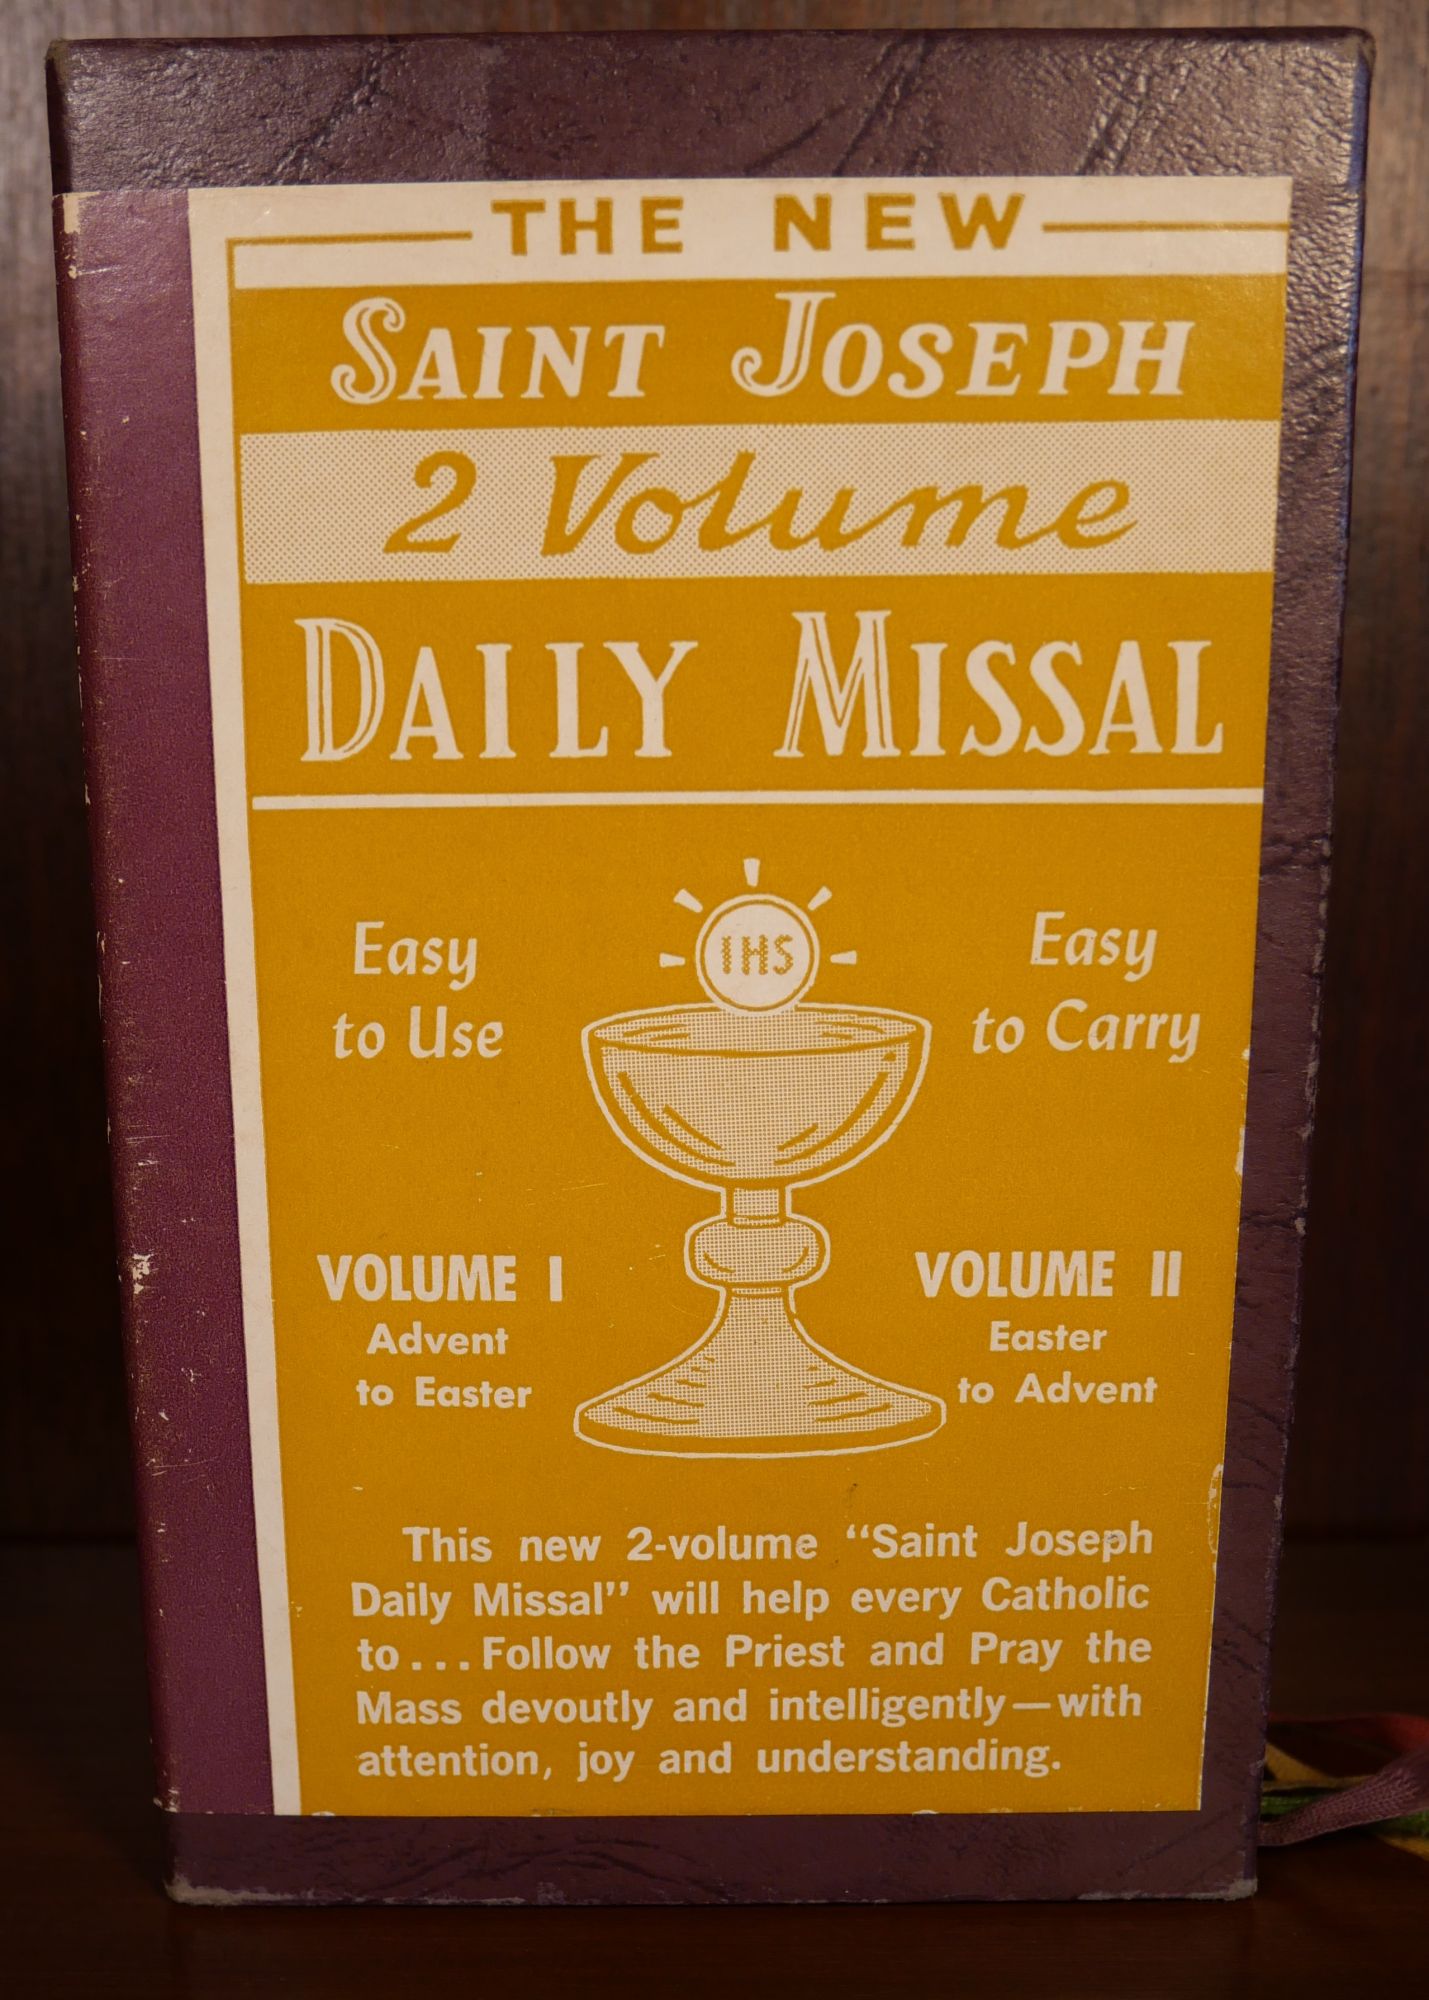 THE NEW
SAINT JOSEPH
2 Volume
DAILY MISSAL
Easy
to Use
IHS
Easy
to Carry
VOLUME I
Advent
to Easter
VOLUME II
Easter
to Advent
This new 2-volume “Saint Joseph
Daily Missal” will help every Catholic
to...Follow the Priest and Pray the
Mass devoutly and intelligently—with
attention, joy and understanding.